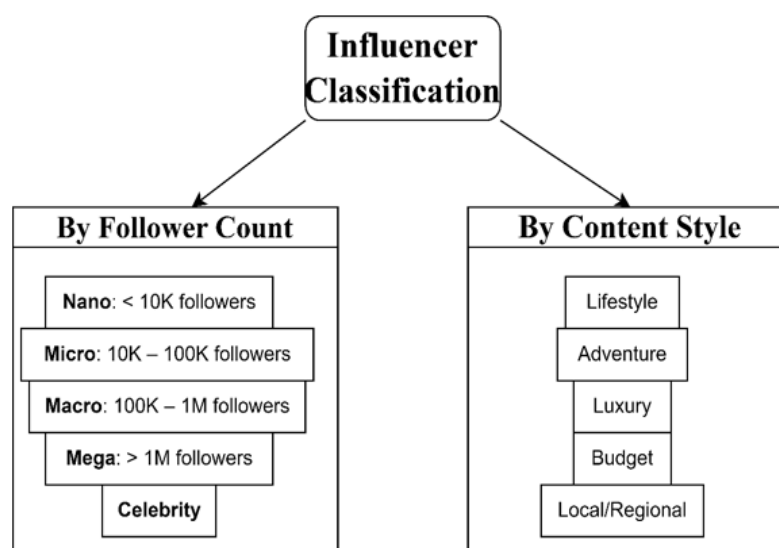 Influencer
Classification
By Follower Count
Nano: < 10K followers
Micro: 10K – 100K followers
Macro: 100K – 1M followers
Mega: > 1M followers
Celebrity
By Content Style
Lifestyle
Adventure
Luxury
Budget
Local/Regional